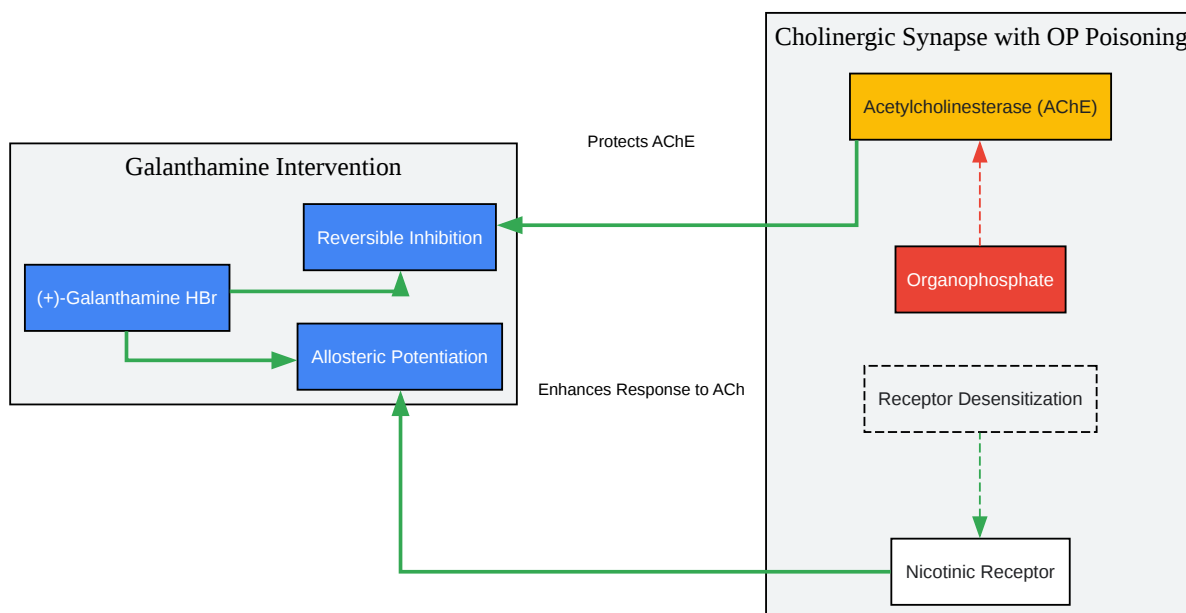 Cholinergic Synapse with OP Poisoning
Acetylcholinesterase (AChE)
Protects AChE
Galanthamine Intervention
Reversible Inhibition
Organophosphate
(+)-Galanthamine HBr
Allosteric Potentiation
Enhances Response to ACh
Receptor Desensitization
Nicotinic Receptor